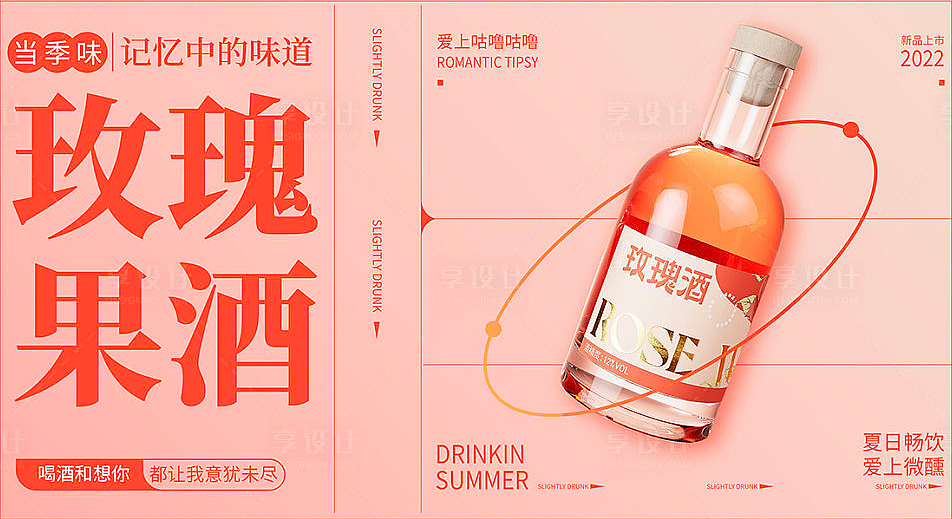 当季味
记忆中的味道
玫瑰
果酒
喝酒和想你
都让我意犹未尽
SLIGHTLY DRUNK
SLIGHTLY DRUNK
爱上咕噜咕噜
ROMANTIC TIPSY
新品上市
2022
玫瑰酒
ROSE
12%VOL
DRINKIN
SUMMER
SLIGHTLY DRUNK
SLIGHTLY DRUNK
夏日畅饮
爱上微醺
SLIGHTLY DRUNK
享设计